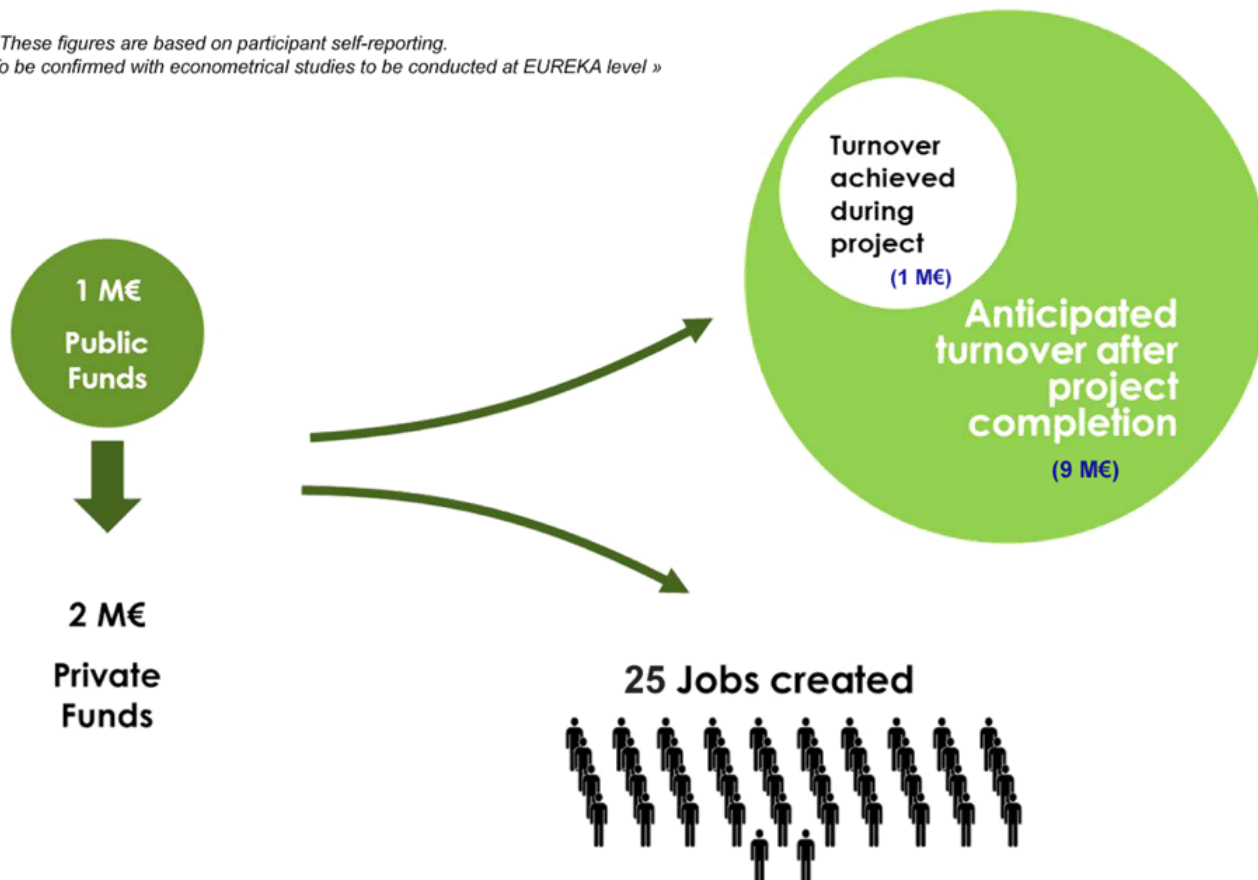 These figures are based on participant self-reporting.
be confirmed with econometrical studies to be conducted at EUREKA level »
Turnover
achieved
during
project
(1 M€)
Anticipated
turnover after
project
completion
(9 M€)
1 M€
Public
Funds
2 M€
Private
Funds
25 Jobs created